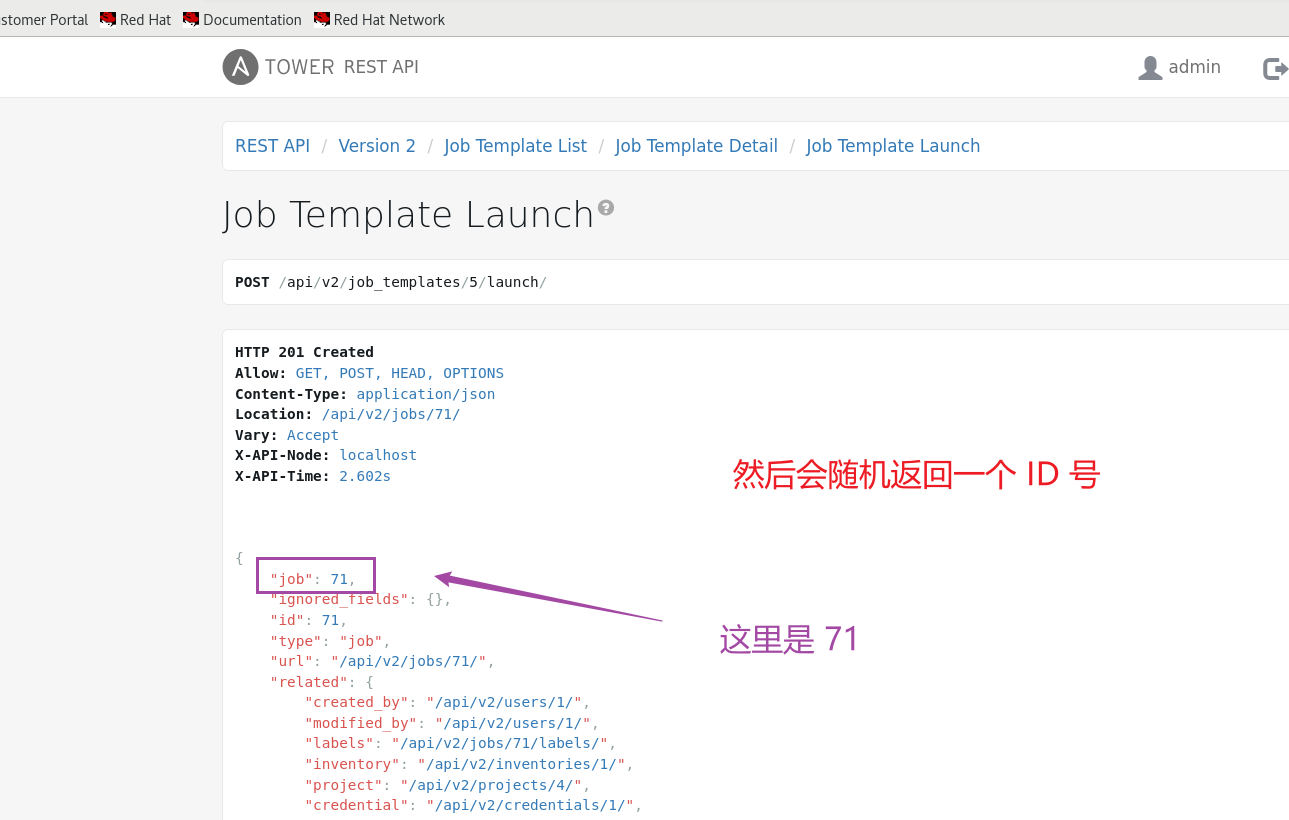 stomer Portal Red Hat Documentation Red Hat Network
TOWER REST API admin
REST API / Version 2 / Job Template List / Job Template Detail / Job Template Launch
Job Template Launch
POST /api/v2/job_templates/5/launch/
HTTP 201 Created
Allow: GET, POST, HEAD, OPTIONS
Content-Type: application/json
Location: /api/v2/jobs/71/
Vary: Accept
X-API-Node: localhost
X-API-Time: 2.602s
然后会随机返回一个 ID 号
{
"job": 71,
"ignored_fields": {},
"id": 71,
这里是 71
"type": "job",
"url": "/api/v2/jobs/71/",
"related": {
"created_by": "/api/v2/users/1/",
"modified_by": "/api/v2/users/1/",
"labels": "/api/v2/jobs/71/labels/",
"inventory": "/api/v2/inventories/1/",
"project": "/api/v2/projects/4/",
"credential": "/api/v2/credentials/1/",